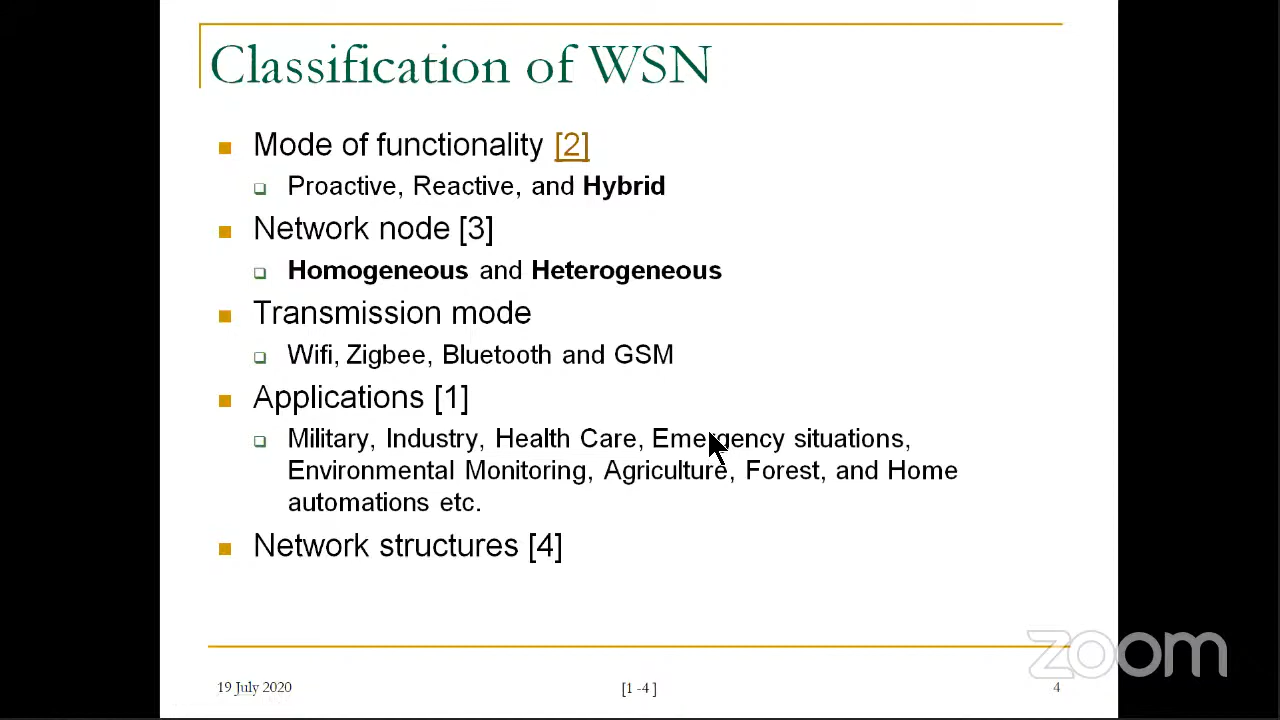 Classification of WSN
Mode of functionality [2]
Proactive, Reactive, and Hybrid
Network node [3]
Homogeneous and Heterogeneous
Transmission mode
Wifi, Zigbee, Bluetooth and GSM
Applications [1]
Military, Industry, Health Care, Emergency situations,
Environmental Monitoring, Agriculture, Forest, and Home
automations etc.
Network structures [4]
zoom
19 July 2020
[1 -4 ]
4